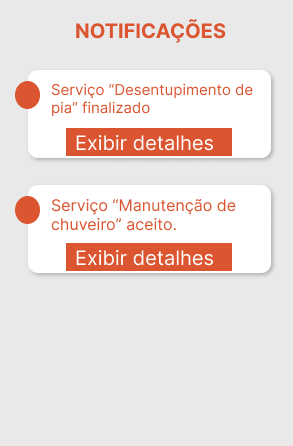 NOTIFICAÇÕES
Serviço “Desentupimento de
pia” finalizado
Exibir detalhes
Serviço “Manutenção de
chuveiro” aceito.
Exibir detalhes